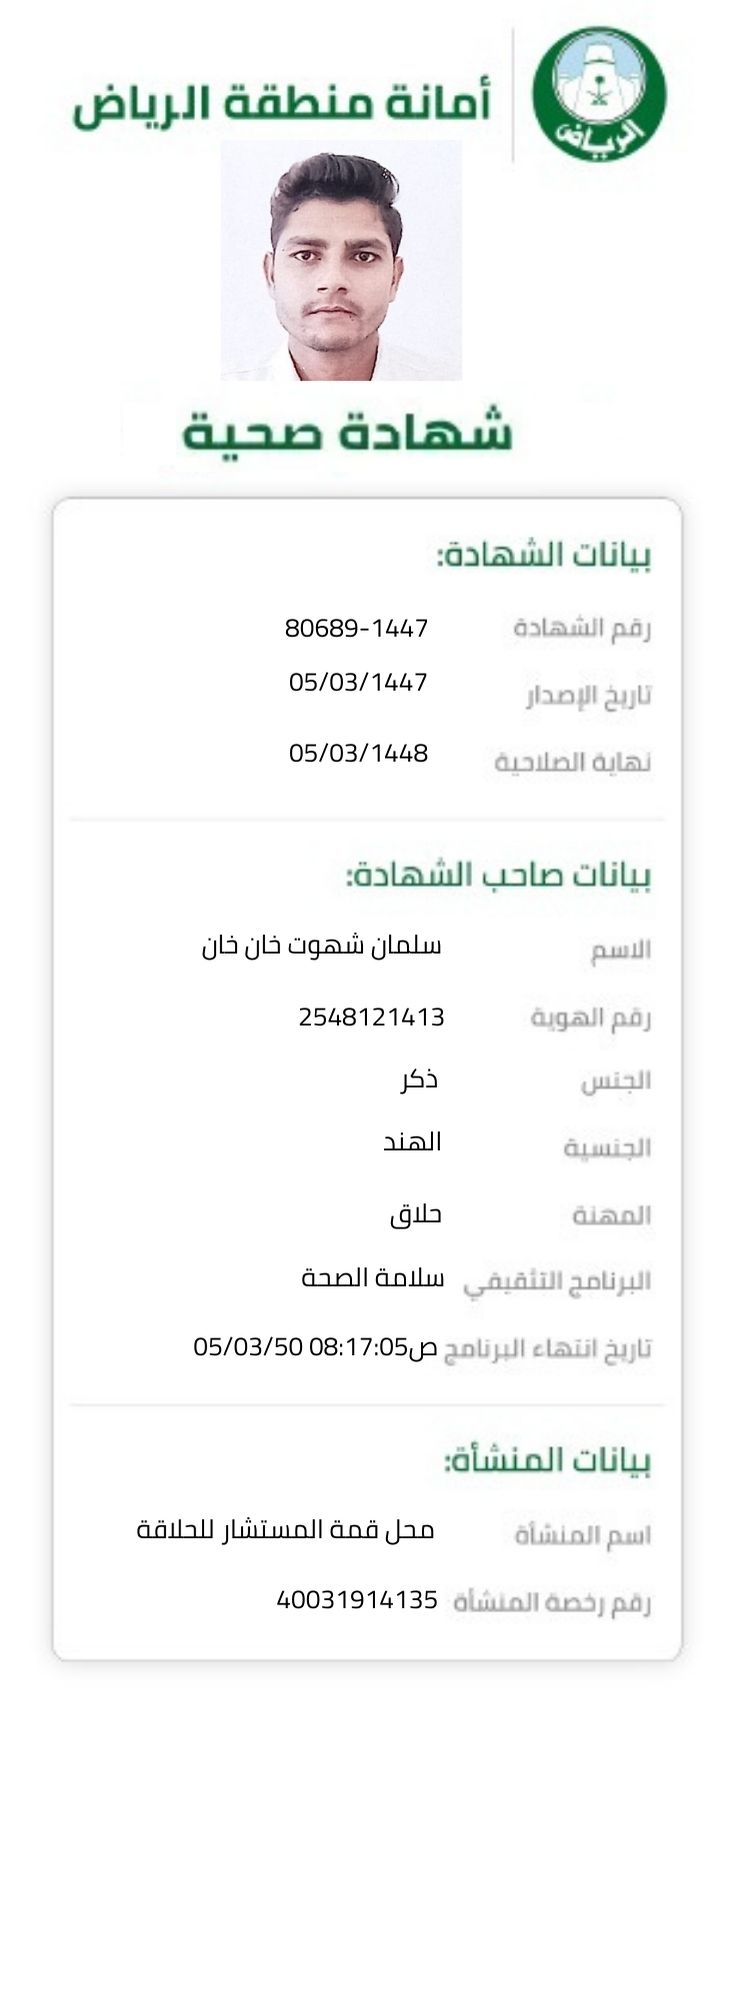 أمانة منطقة الرياض
الرياض
شهادة صحية
بيانات الشهادة:
رقم الشهادة 80689-1447
تاريخ الإصدار 05/03/1447
نهاية الصلاحية 05/03/1448
بيانات صاحب الشهادة:
الاسم سلمان شهوت خان خان
رقم الهوية 2548121413
الجنس ذكر
الجنسية الهند
المهنة حلاق
البرنامج التثقيفي سلامة الصحة
تاريخ انتهاء البرنامج ص08:17:05 05/03/50
بيانات المنشأة:
اسم المنشأة محل قمة المستشار للحلاقة
رقم رخصة المنشأة 40031914135